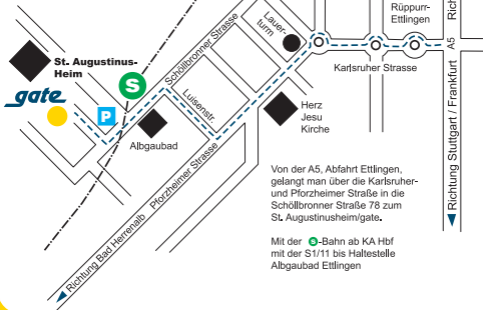 Rüppurr-
Ettlingen
A5
Karlsruher Strasse
Lauer-
turm
Schöllbronner Strasse
St. Augustinus-
Heim
gate
P
S
Luisenstr.
Albgaubad
Herz
Jesu
Kirche
Pforzheimer Strasse
Richtung Bad Herrenalb
Richtung Stuttgart / Frankfurt
Von der A5, Abfahrt Ettlingen,
gelangt man über die Karlsruher-
und Pforzheimer Straße in die
Schöllbronner Straße 78 zum
St. Augustinusheim/gate.
Mit der S-Bahn ab KA Hbf
mit der S1/11 bis Haltestelle
Albgaubad Ettlingen